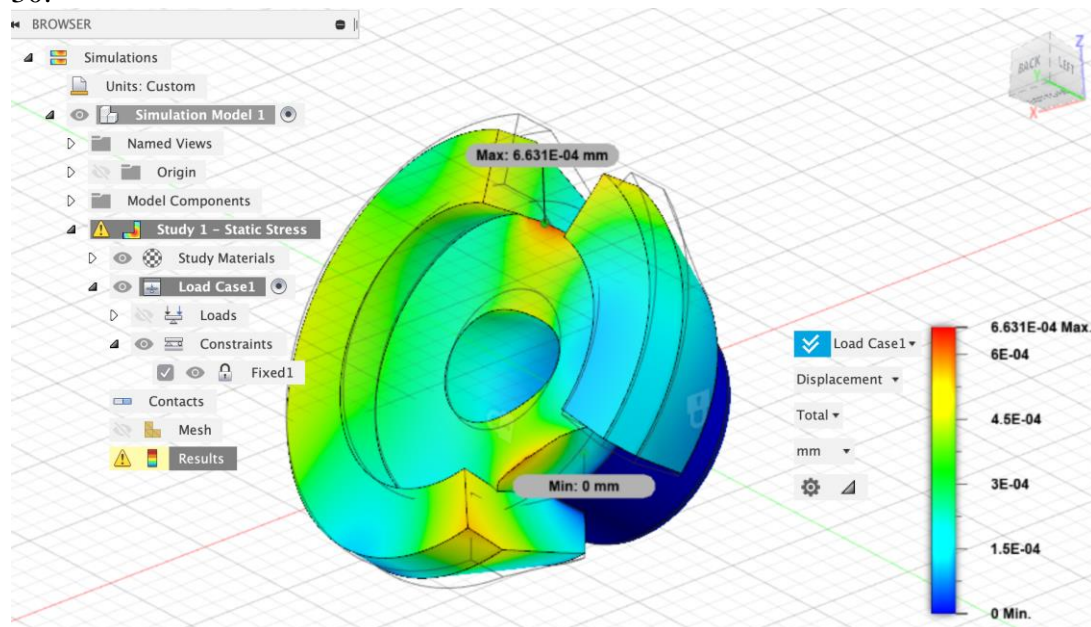 BROWSER
Simulations
Units: Custom
Simulation Model 1
Named Views
Origin
Model Components
Study 1 - Static Stress
Study Materials
Load Case1
Loads
Constraints
Fixed1
Contacts
Mesh
Results
Max: 6.631E-04 mm
Min: 0 mm
BACK LEFT
Z
Y
X
Load Case1
Displacement
Total
mm
6.631E-04 Max.
6E-04
4.5E-04
3E-04
1.5E-04
0 Min.